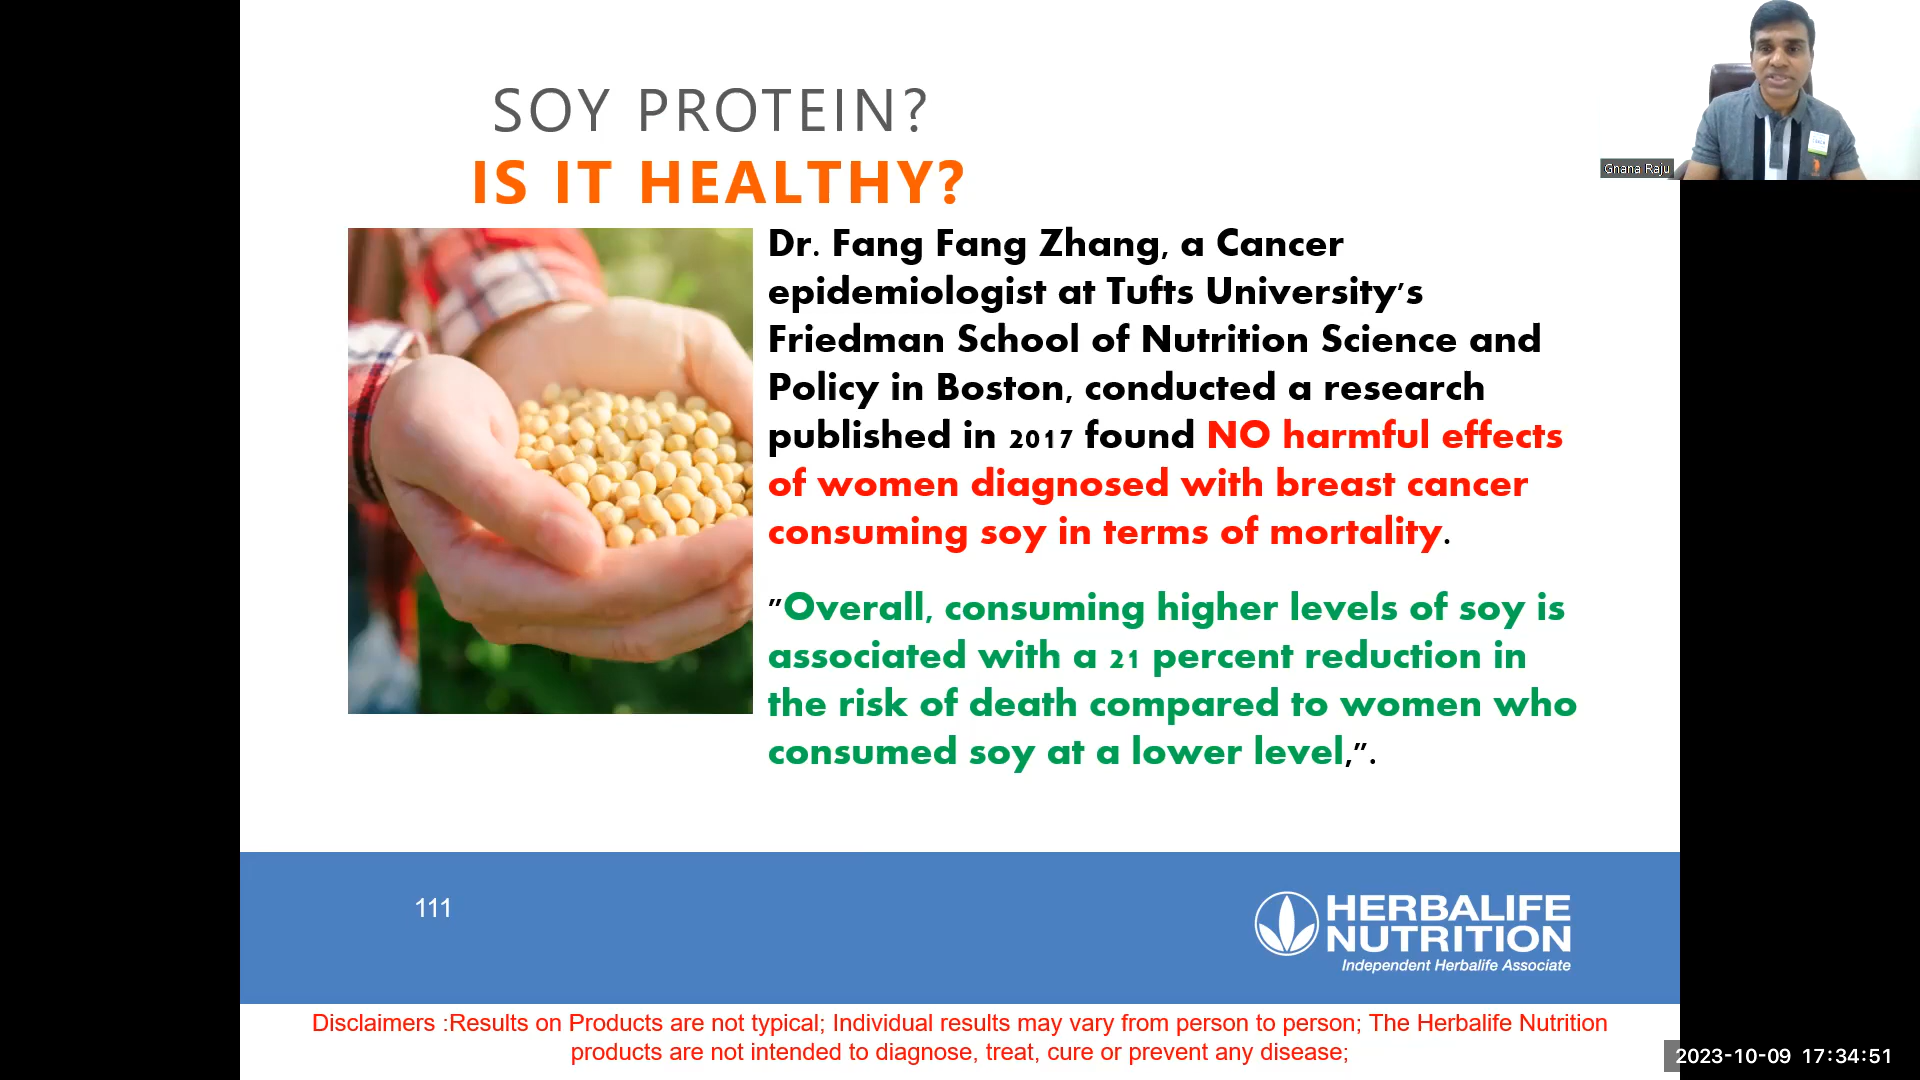 SOY PROTEIN?
IS IT HEALTHY?
Gnana Raju
Dr. Fang Fang Zhang, a Cancer
epidemiologist at Tufts University's
Friedman School of Nutrition Science and
Policy in Boston, conducted a research
published in 2017 found NO harmful effects
of women diagnosed with breast cancer
consuming soy in terms of mortality.
"Overall, consuming higher levels of soy is
associated with a 21 percent reduction in
the risk of death compared to women who
consumed soy at a lower level,".
111
HERBALIFE
NUTRITION
Independent Herbalife Associate
Disclaimers :Results on Products are not typical; Individual results may vary from person to person; The Herbalife Nutrition
products are not intended to diagnose, treat, cure or prevent any disease;
2023-10-09 17:34:51